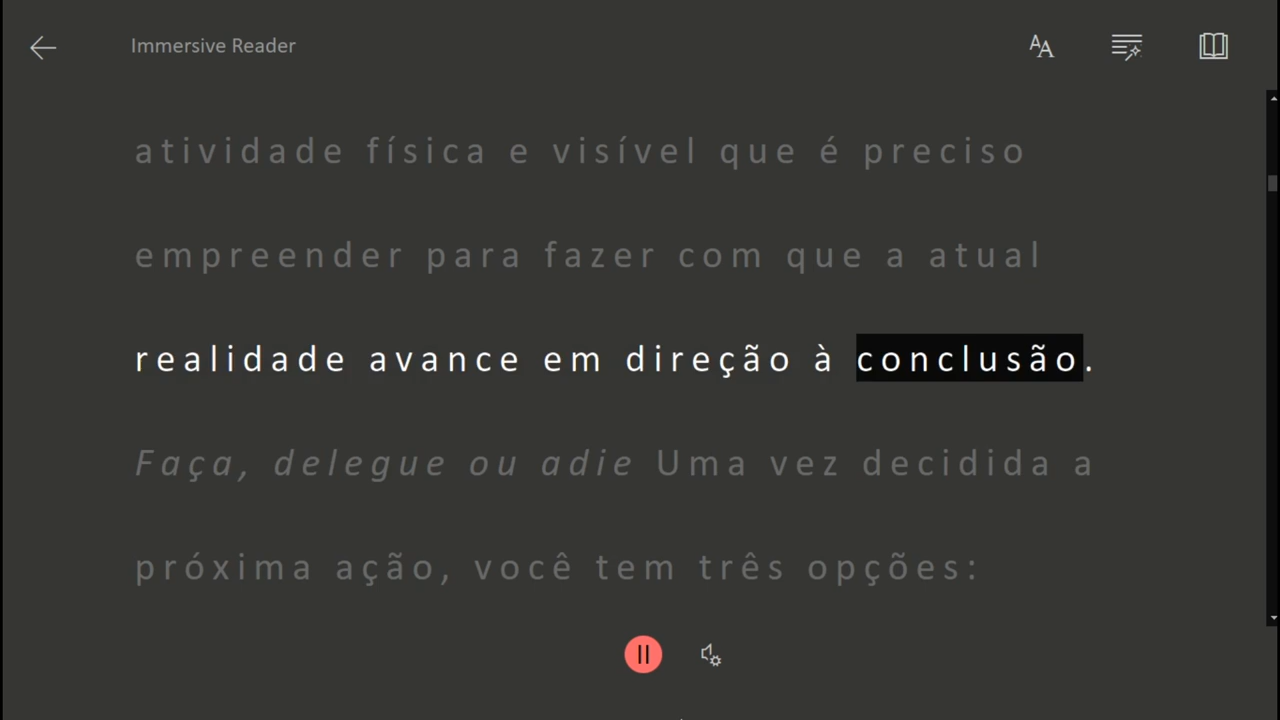 Immersive Reader
atividade física e visível que é preciso
empreender para fazer com que a atual
realidade avance em direção à conclusão.
Faça, delegue ou adie Uma vez decidida a
próxima ação, você tem três opções: